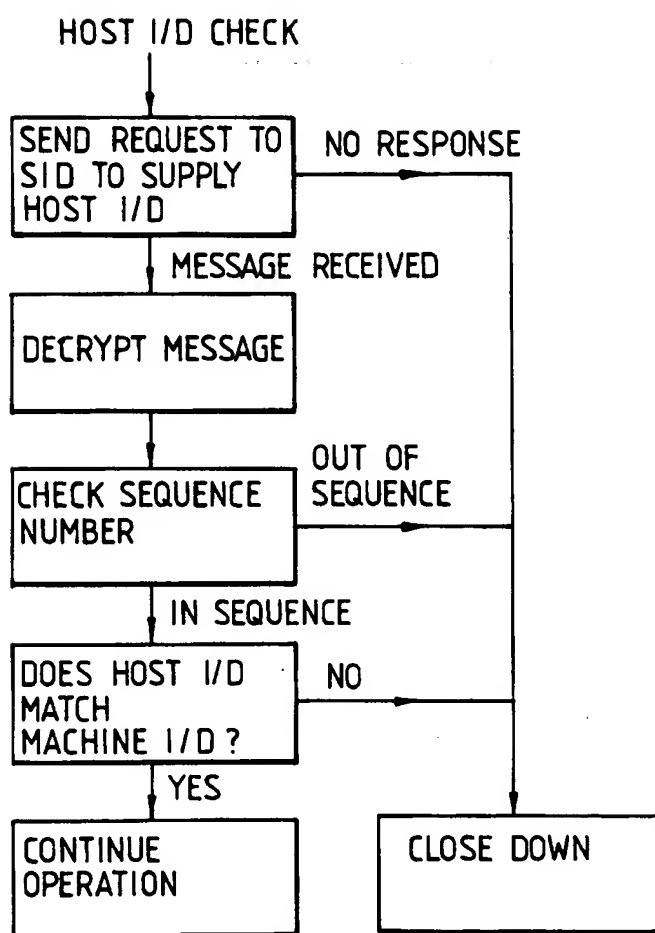 HOST I/D CHECK
SEND REQUEST TO
SID TO SUPPLY
HOST I/D
NO RESPONSE
MESSAGE RECEIVED
DECRYPT MESSAGE
OUT OF
SEQUENCE
CHECK SEQUENCE
NUMBER
IN SEQUENCE
DOES HOST I/D
MATCH
MACHINE I/D ?
NO
YES
CONTINUE
OPERATION
CLOSE DOWN